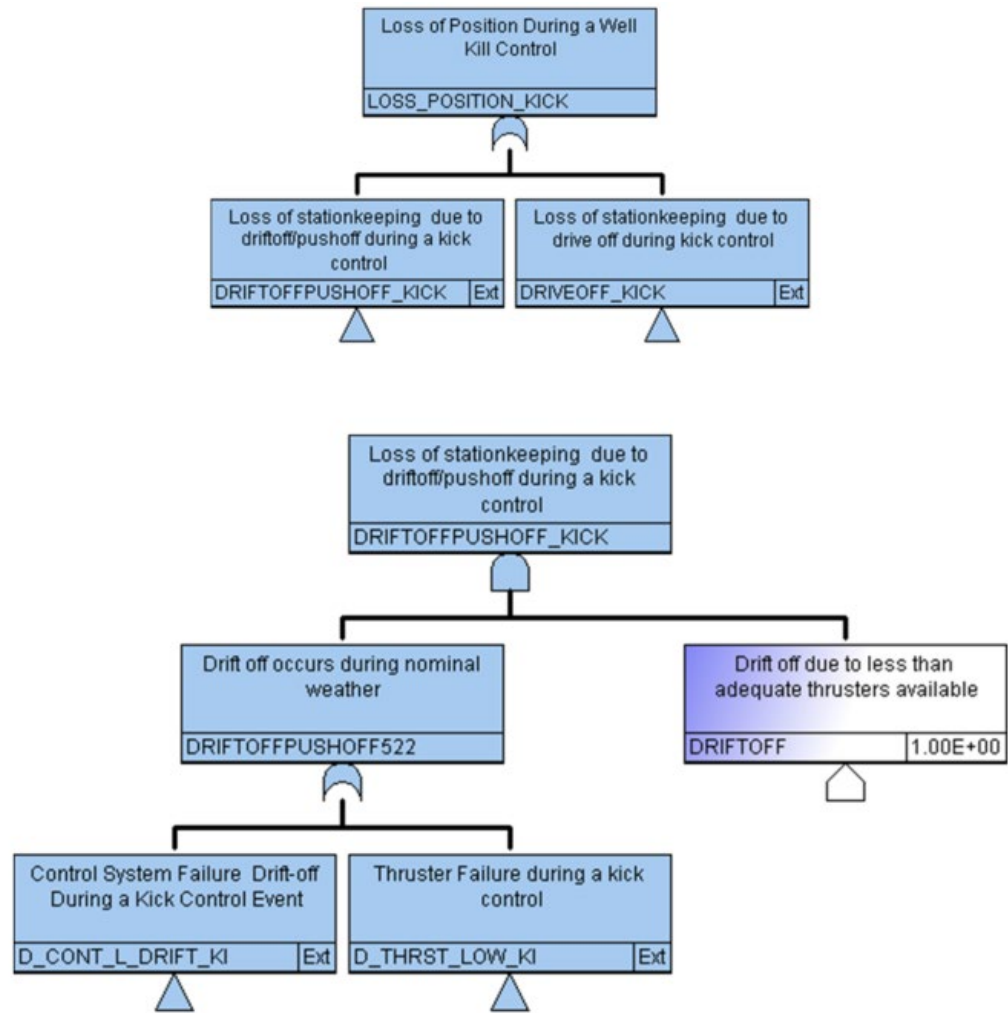 Loss of Position During a Well
Kill Control
LOSS_POSITION_KICK
Loss of stationkeeping due to
driftoff/pushoff during a kick
control
DRIFTOFFPUSHOFF_KICK Ext
Loss of stationkeeping due to
drive off during kick control
DRIVEOFF_KICK Ext
Loss of stationkeeping due to
driftoff/pushoff during a kick
control
DRIFTOFFPUSHOFF_KICK
Drift off occurs during nominal
weather
DRIFTOFFPUSHOFF522
Drift off due to less than
adequate thrusters available
DRIFTOFF 1.00E+00
Control System Failure Drift-off
During a Kick Control Event
D_CONT_L_DRIFT_KI Ext
Thruster Failure during a kick
control
D_THRST_LOW_KI Ext